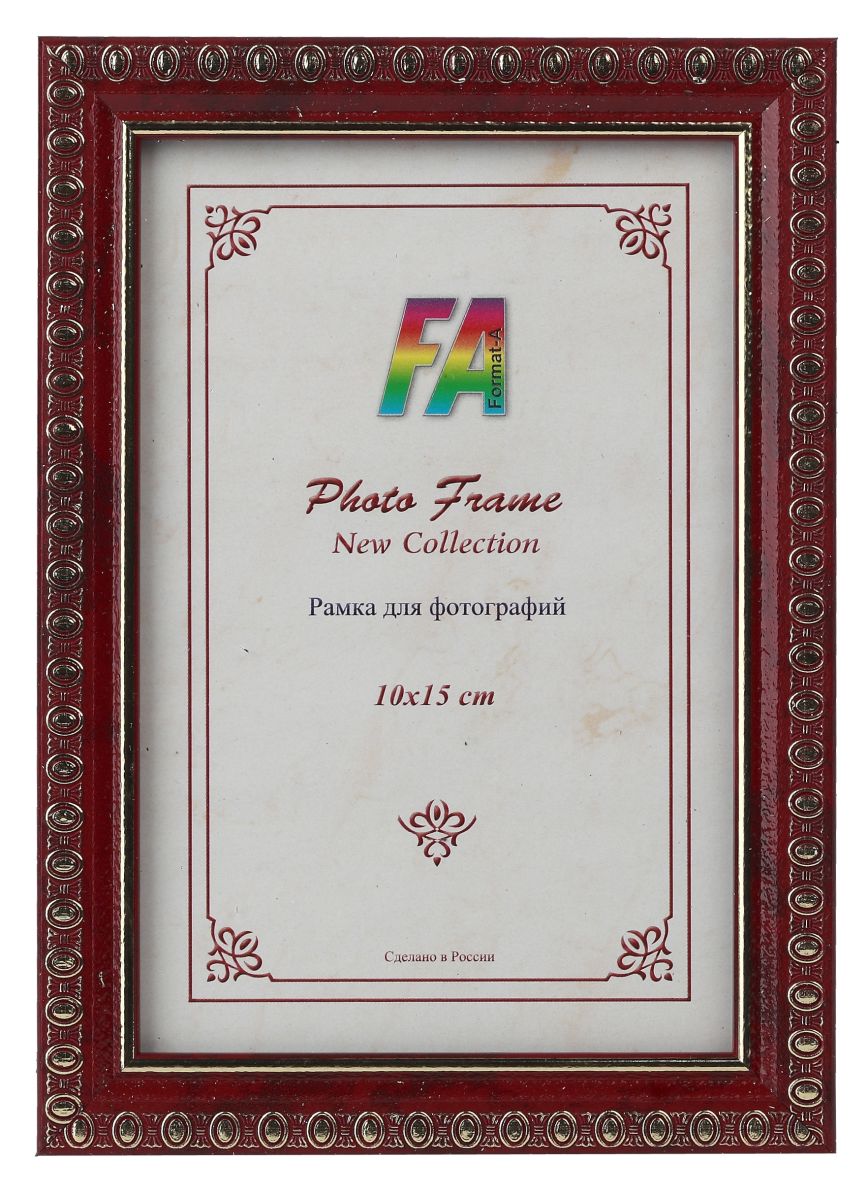 FA
Format-A
Photo Frame
New Collection
Рамка для фотографий
10x15 cm
Сделано в России